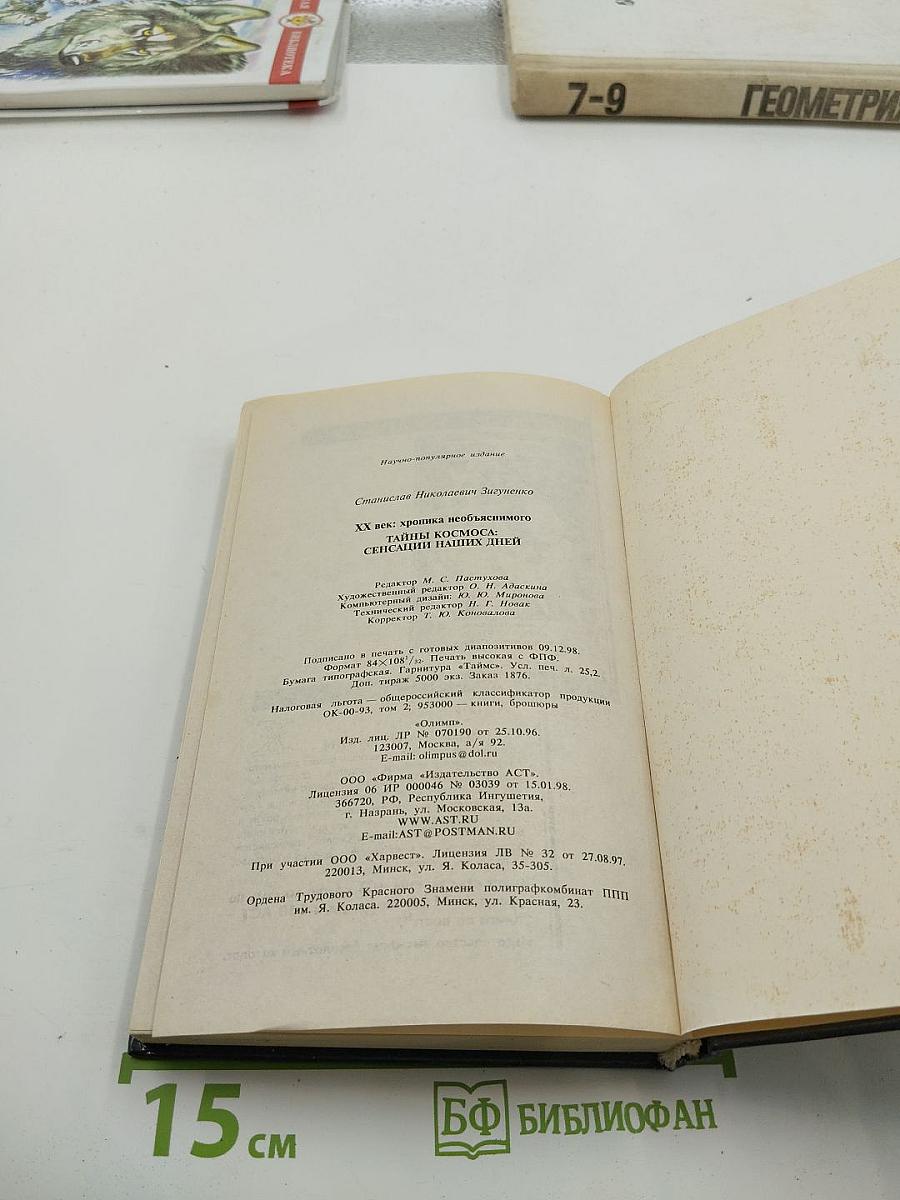 БИБЛИОТЕКА
7-9 ГЕОМЕТРИЯ
Научно-популярное издание
Станислав Николаевич Зигуненко
XX век: хроника необъяснимого
ТАЙНЫ КОСМОСА:
СЕНСАЦИИ НАШИХ ДНЕЙ
Редактор М. С. Пастухова
Художественный редактор О. Н. Адаскина
Компьютерный дизайн: Ю. Ю. Миронова
Технический редактор Н. Г. Новак
Корректор Т. Ю. Коновалова
Подписано в печать с готовых диапозитивов 09.12.98.
Формат 84×108¹/₃₂. Печать высокая с ФПФ.
Бумага типографская. Гарнитура «Таймс». Усл. печ. л. 25,2.
Доп. тираж 5000 экз. Заказ 1876.
Налоговая льгота — общероссийский классификатор продукции
ОК-00-93, том 2; 953000 — книги, брошюры
«Олимп».
Изд. лиц. ЛР № 070190 от 25.10.96.
123007, Москва, а/я 92.
E-mail: olimpus@dol.ru
ООО «Фирма «Издательство АСТ».
Лицензия 06 ИР 000046 № 03039 от 15.01.98.
366720, РФ, Республика Ингушетия,
г. Назрань, ул. Московская, 13а.
WWW.AST.RU
E-mail:AST@POSTMAN.RU
При участии ООО «Харвест». Лицензия ЛВ № 32 от 27.08.97.
220013, Минск, ул. Я. Коласа, 35-305.
Ордена Трудового Красного Знамени полиграфкомбинат ППП
им. Я. Коласа. 220005, Минск, ул. Красная, 23.
15 см
БФ БИБЛИОФАН